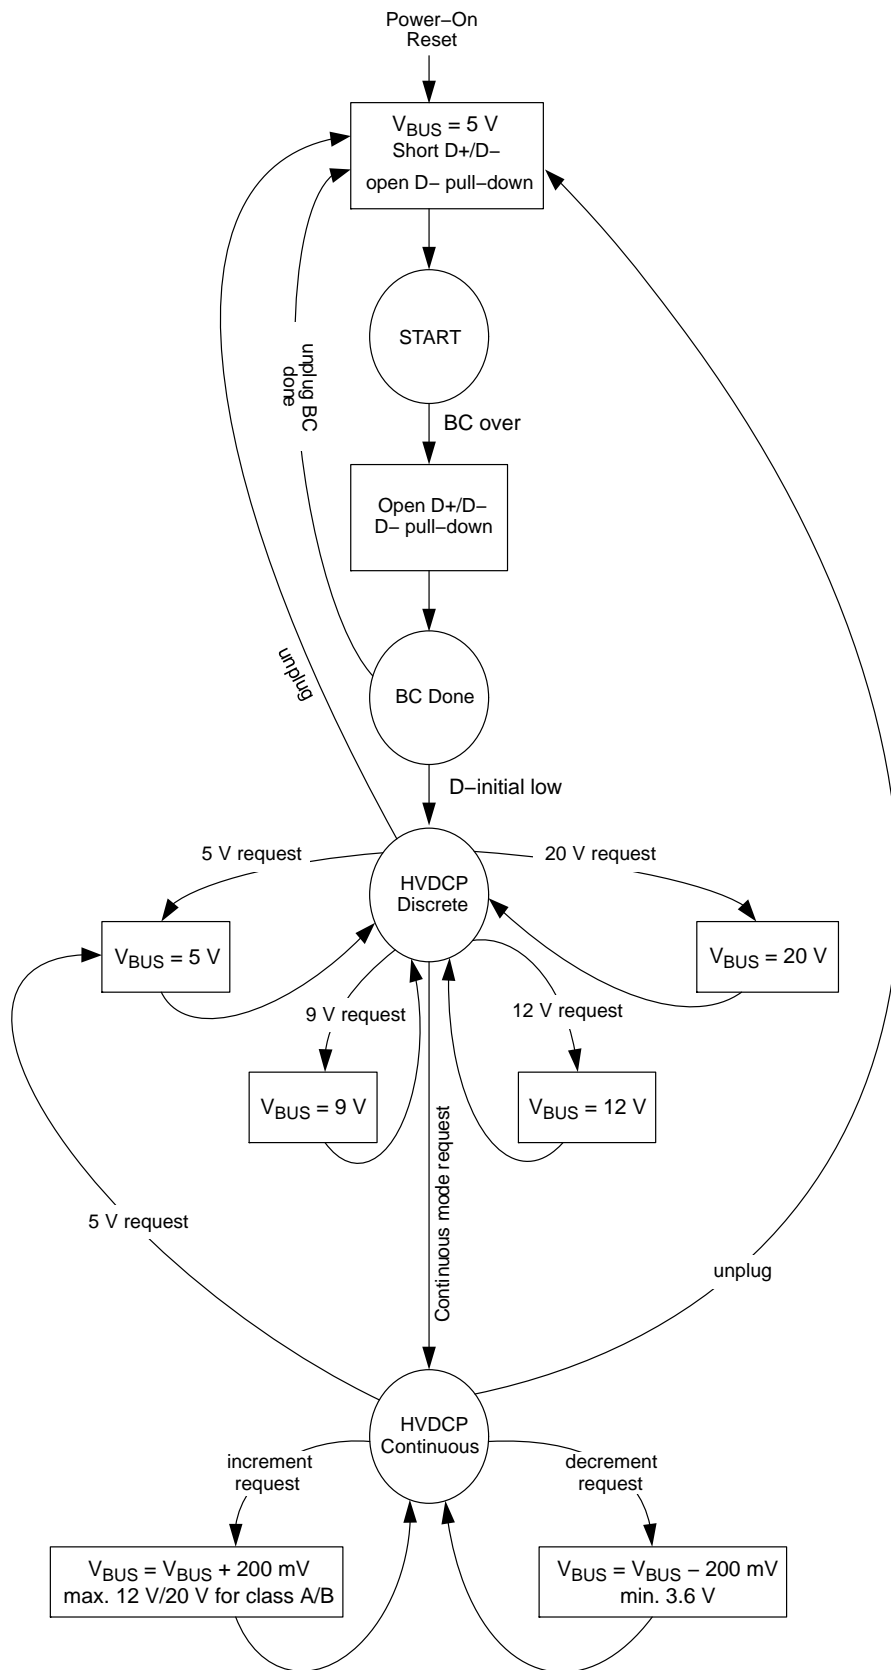 Power–On
Reset
VBUS = 5 V
Short D+/D–
open D– pull–down
START
unplug BC
done
BC over
Open D+/D–
D– pull–down
unplug
BC Done
D–initial low
5 V request
HVDCP
Discrete
20 V request
VBUS = 5 V
VBUS = 20 V
9 V request
12 V request
VBUS = 9 V
VBUS = 12 V
Continuous mode request
5 V request
unplug
HVDCP
Continuous
increment
request
decrement
request
VBUS = VBUS + 200 mV
max. 12 V/20 V for class A/B
VBUS = VBUS – 200 mV
min. 3.6 V